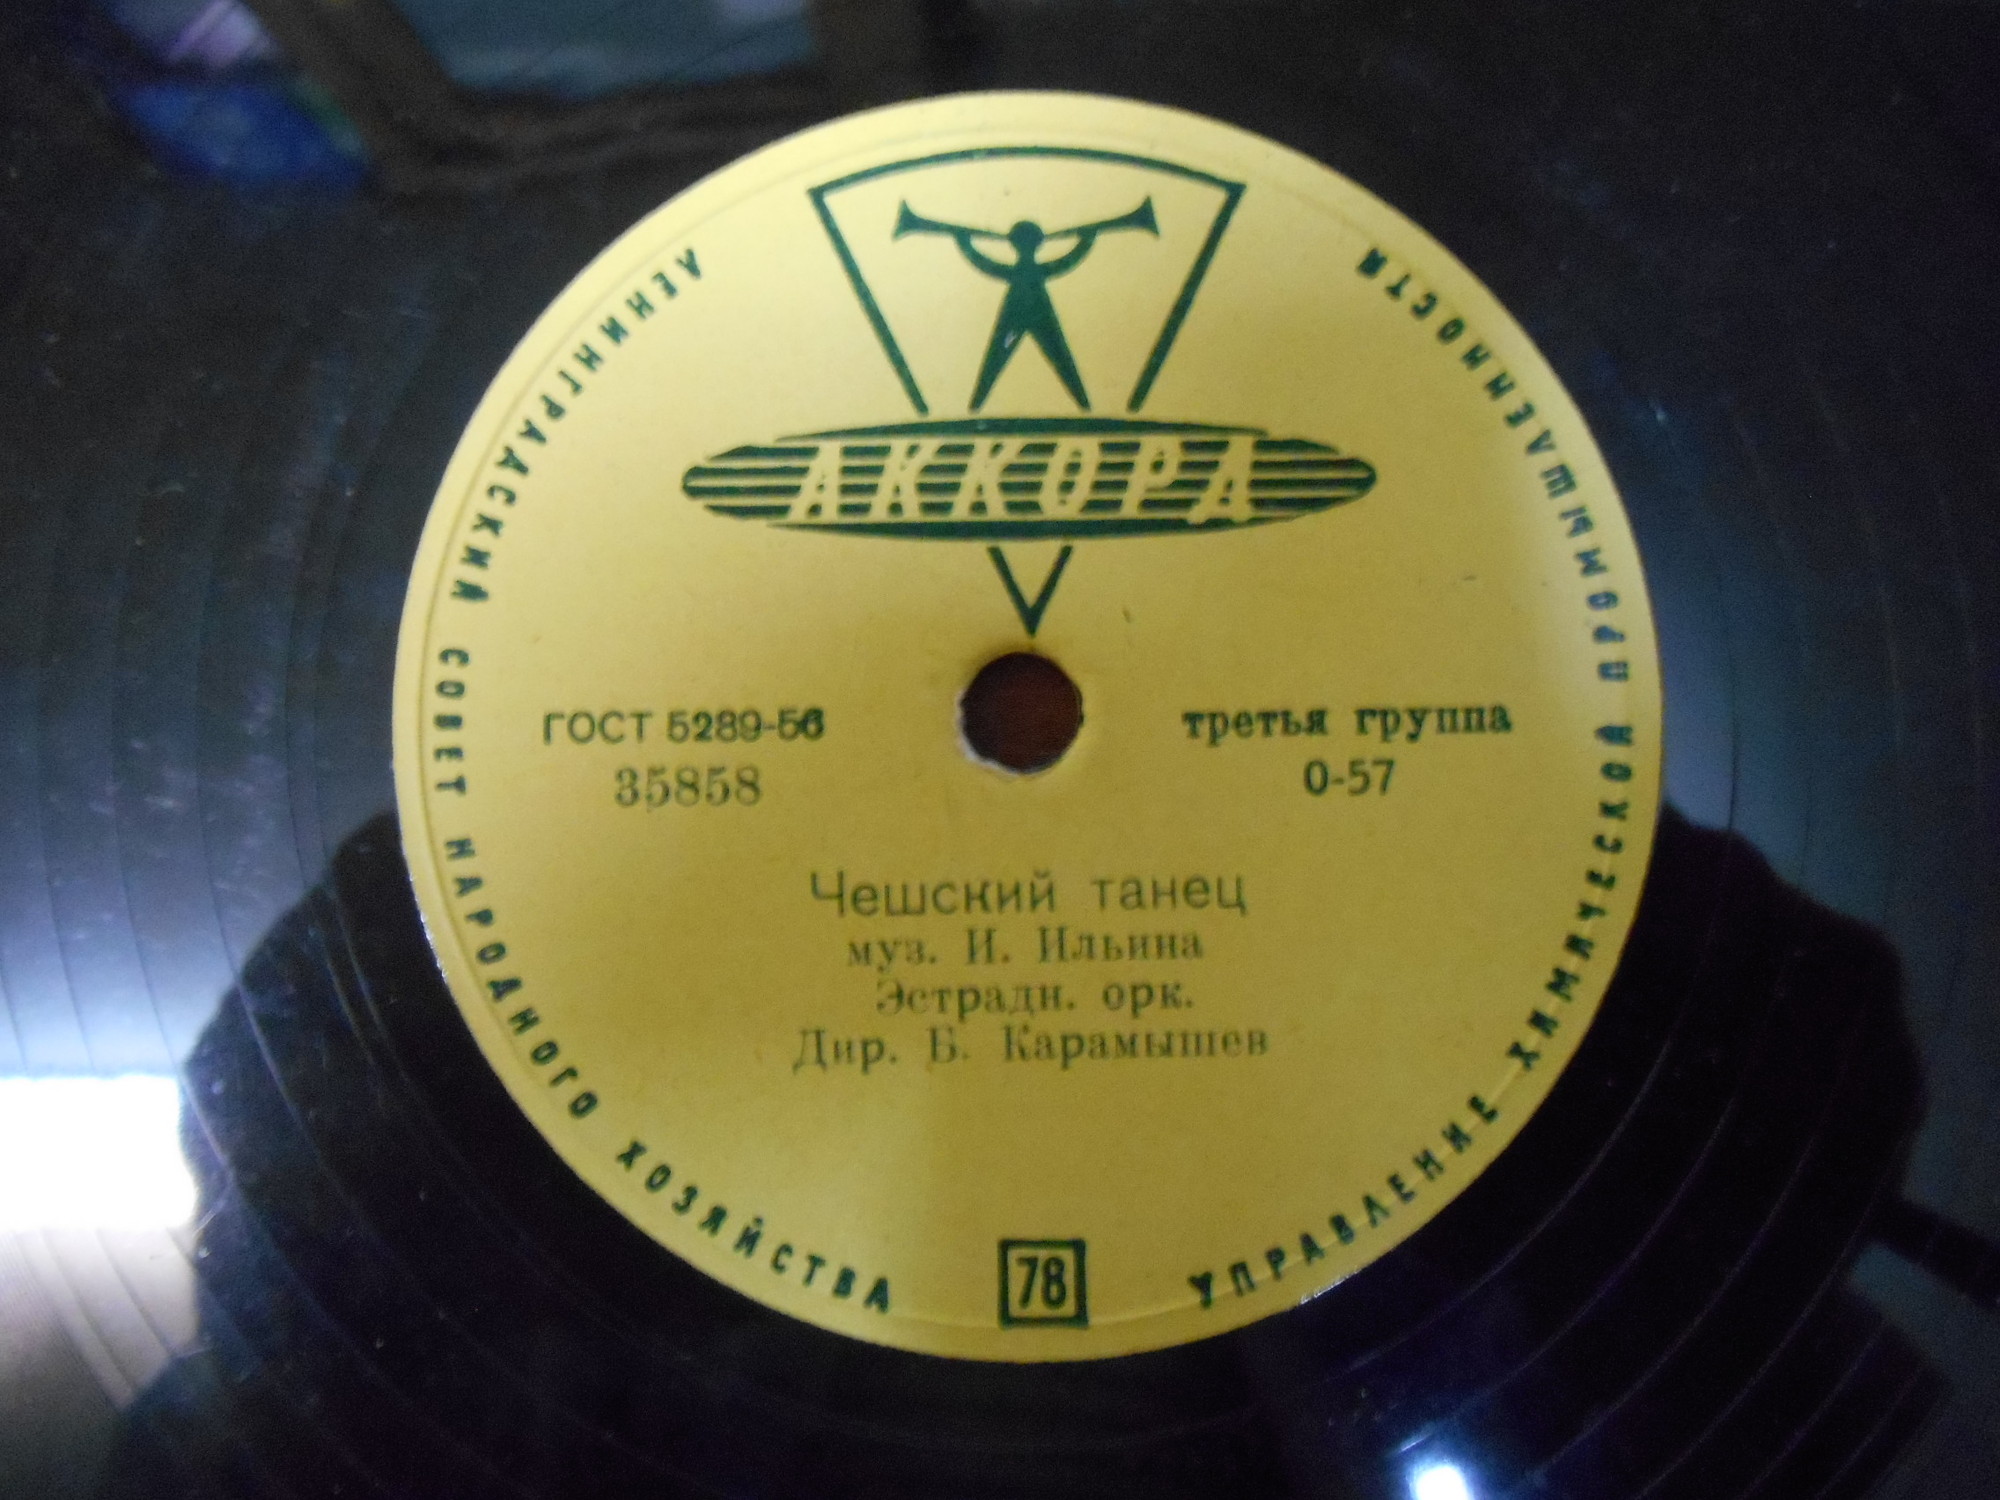 ЛЕНИНГРАДСКИЙ СОВЕТ НАРОДНОГО ХОЗЯЙСТВА
УПРАВЛЕНИЕ ХИМИЧЕСКОЙ ПРОМЫШЛЕННОСТИ
АККОРД
ГОСТ 5289-56
35858
третья группа
0-57
Чешский танец
муз. И. Ильина
Эстрадн. орк.
Дир. Б. Карамышев
78